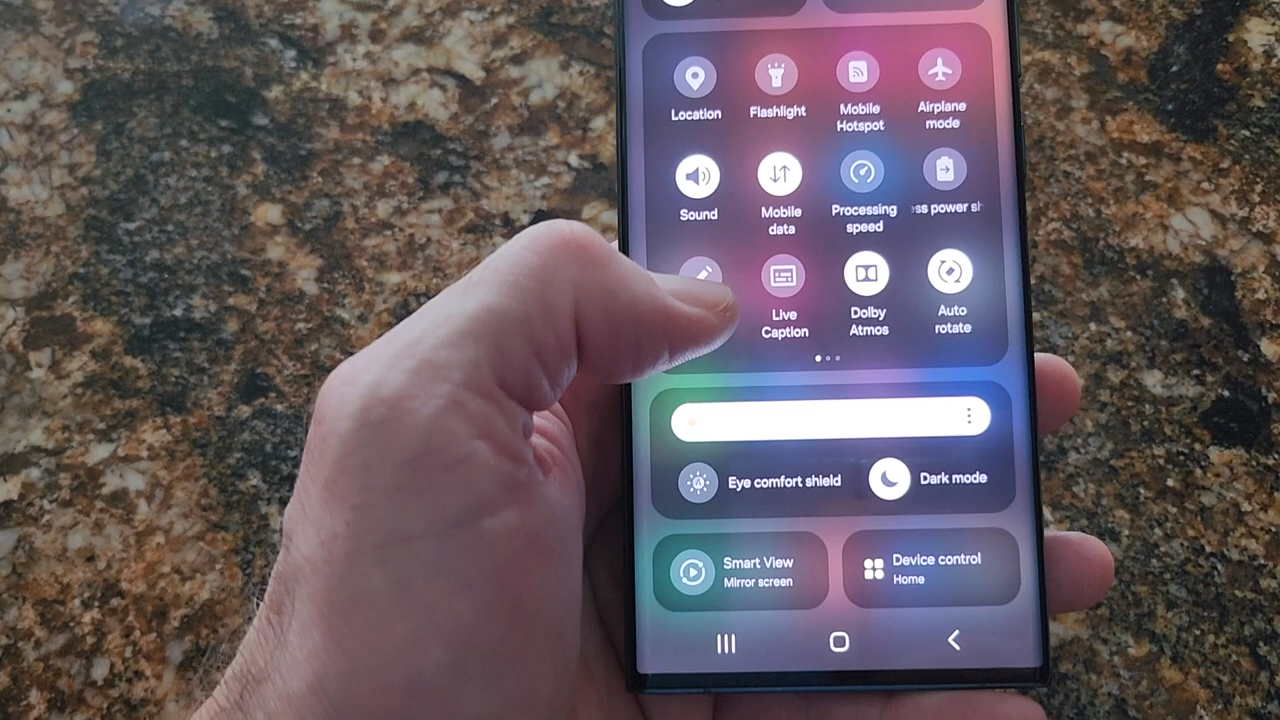 Location
Flashlight
Mobile
Hotspot
Airplane
mode
Sound
Mobile
data
Processing
speed
ss power sh
Live
Caption
Dolby
Atmos
Auto
rotate
Eye comfort shield
Dark mode
Smart View
Mirror screen
Device control
Home